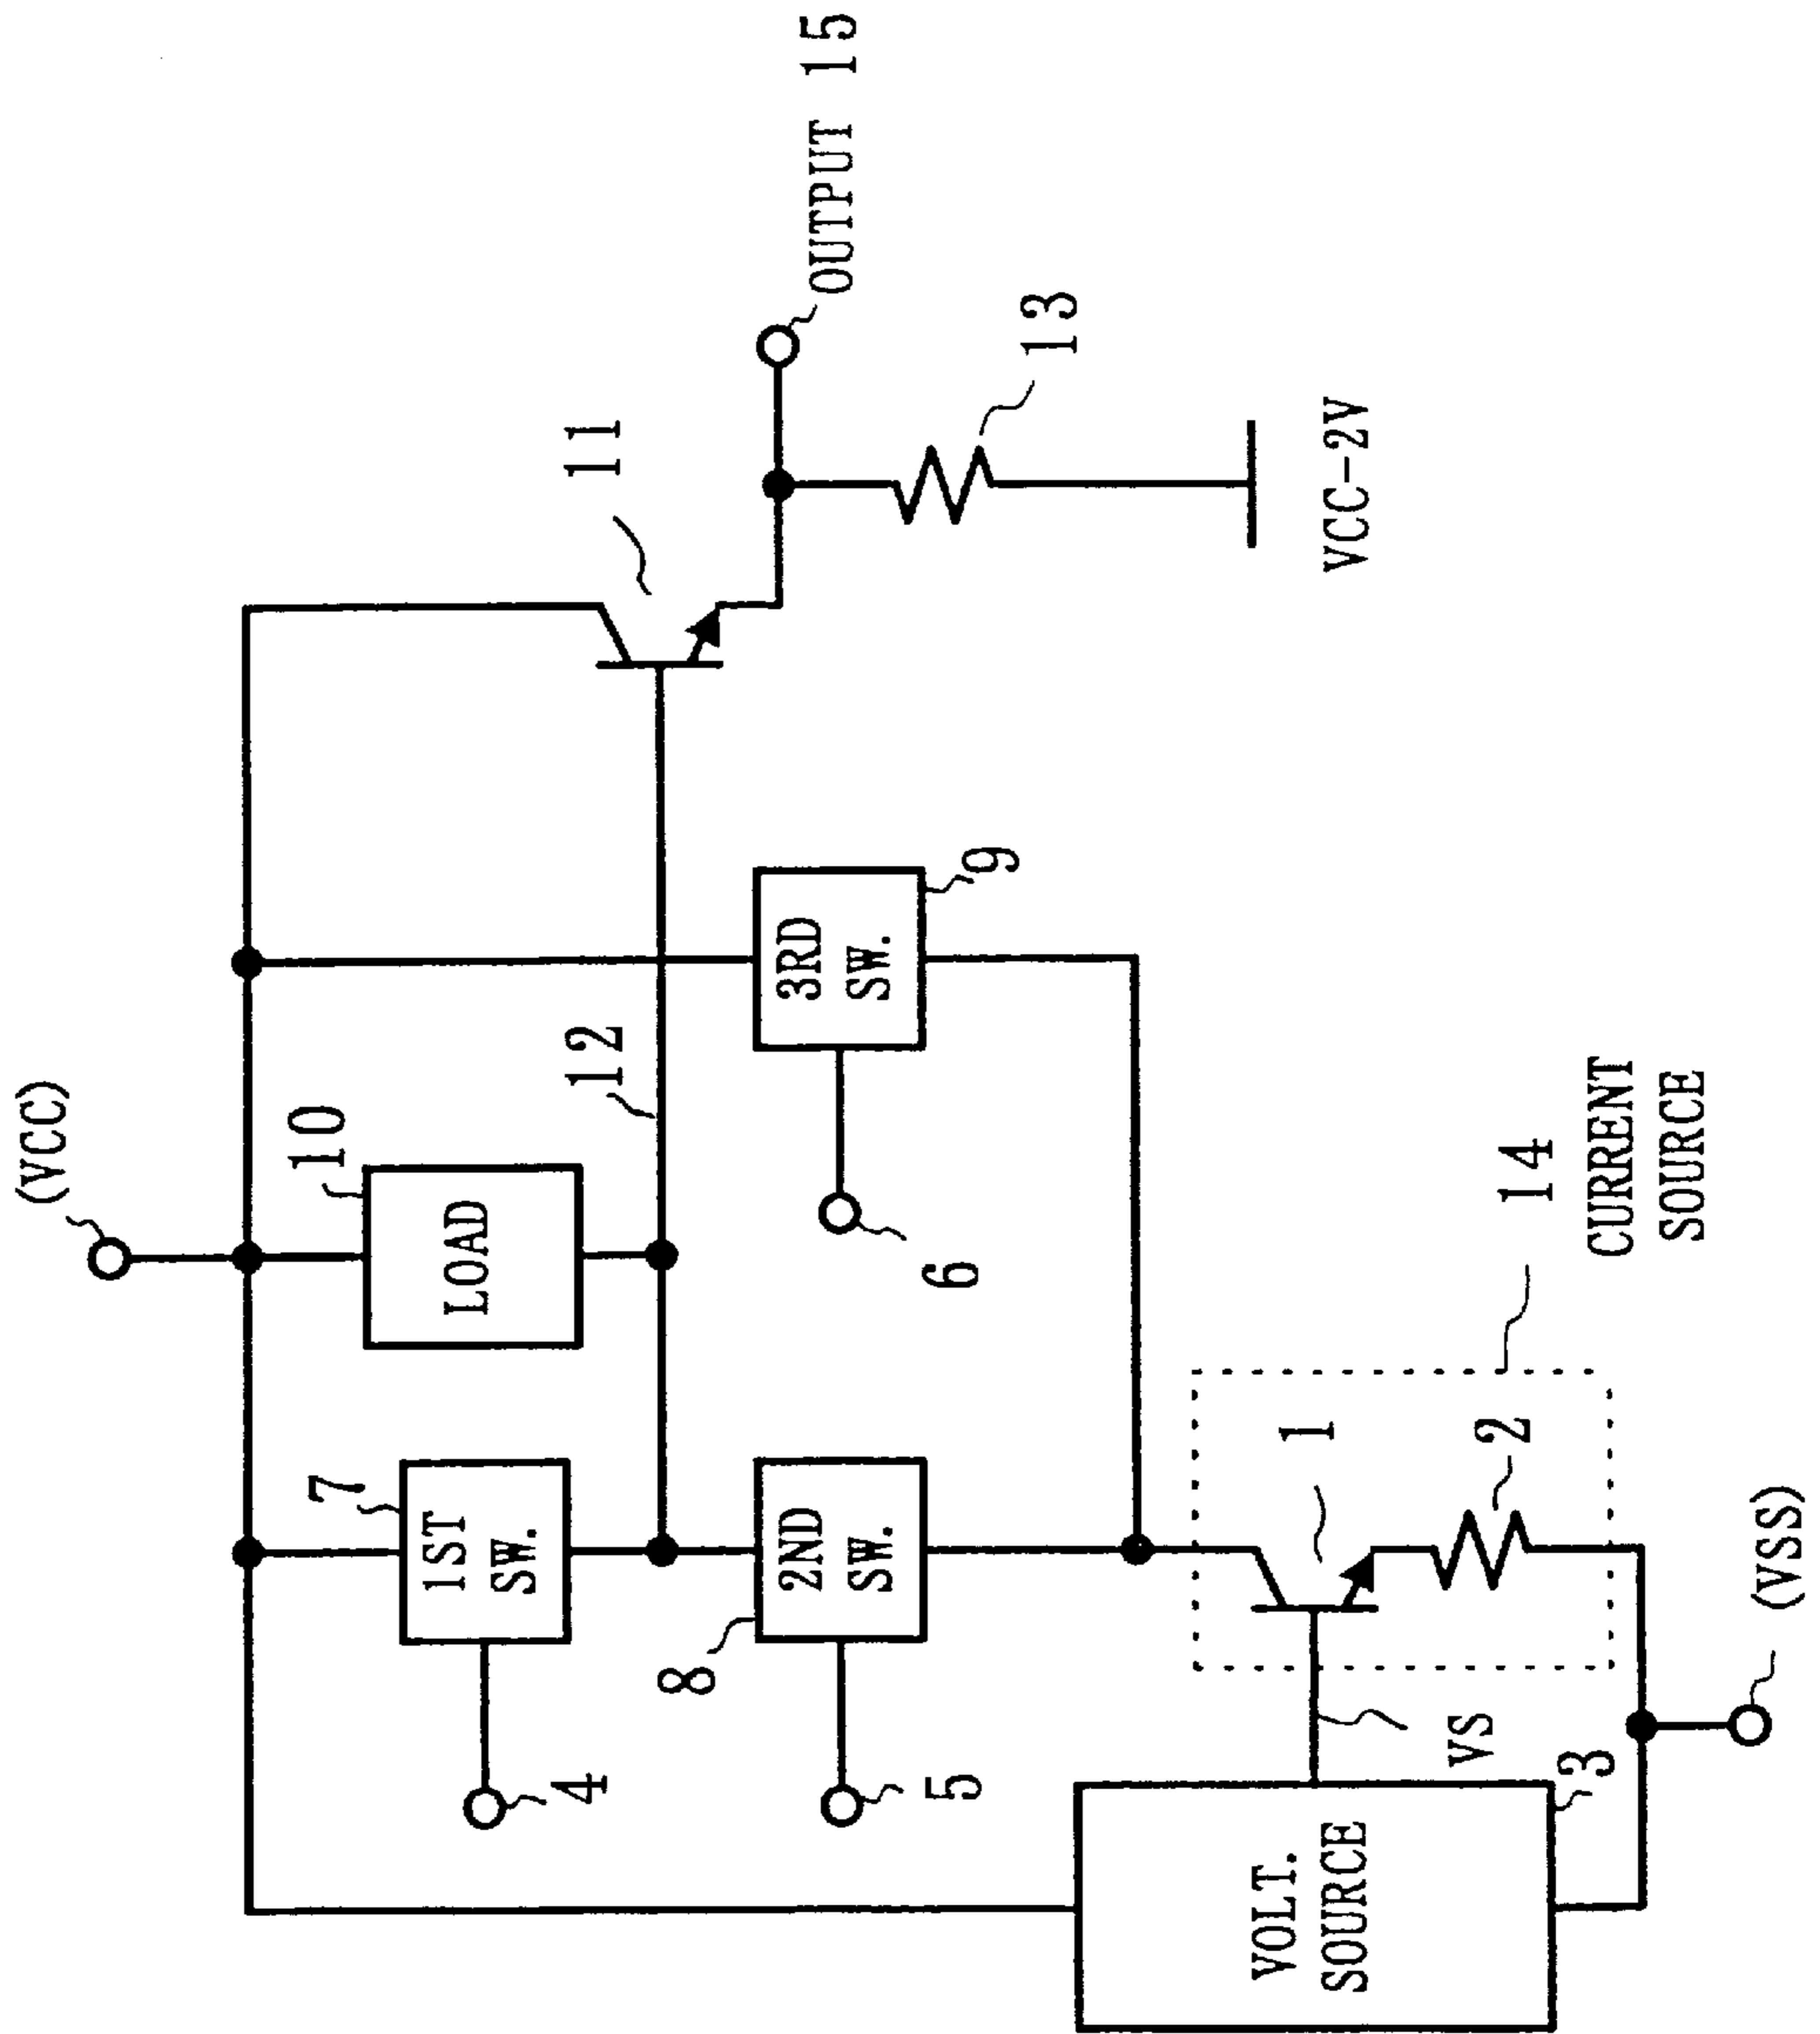 (VCC)
10
LOAD
7
1ST
SW.
4
12
11
OUTPUT 15
13
VCC-2V
8
2ND
SW.
5
3RD
SW.
9
6
14
CURRENT
SOURCE
1
2
VS
VOLT.
SOURCE
3
(VSS)